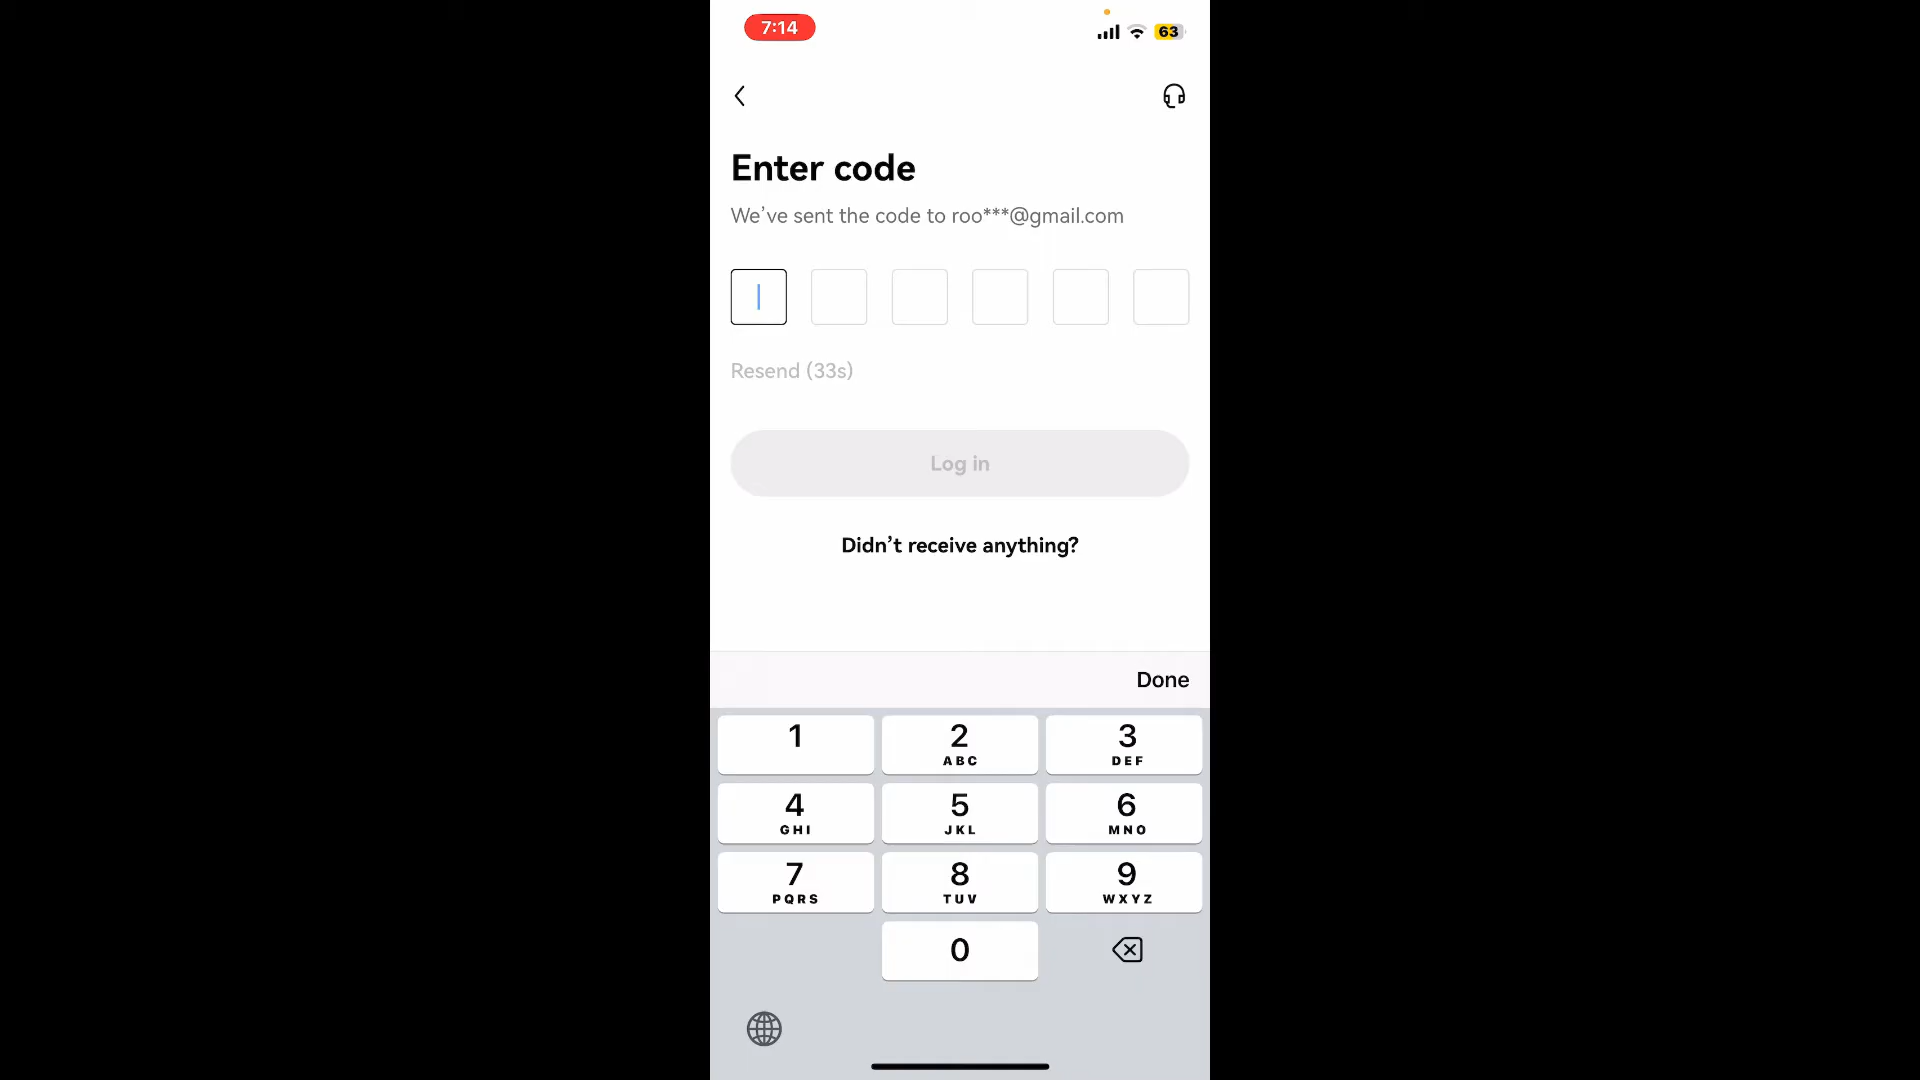 7:14
63
Enter code
We’ve sent the code to roo***@gmail.com
Resend (33s)
Log in
Didn’t receive anything?
Done
1
2
ABC
3
DEF
4
GHI
5
JKL
6
MNO
7
PQRS
8
TUV
9
WXYZ
0